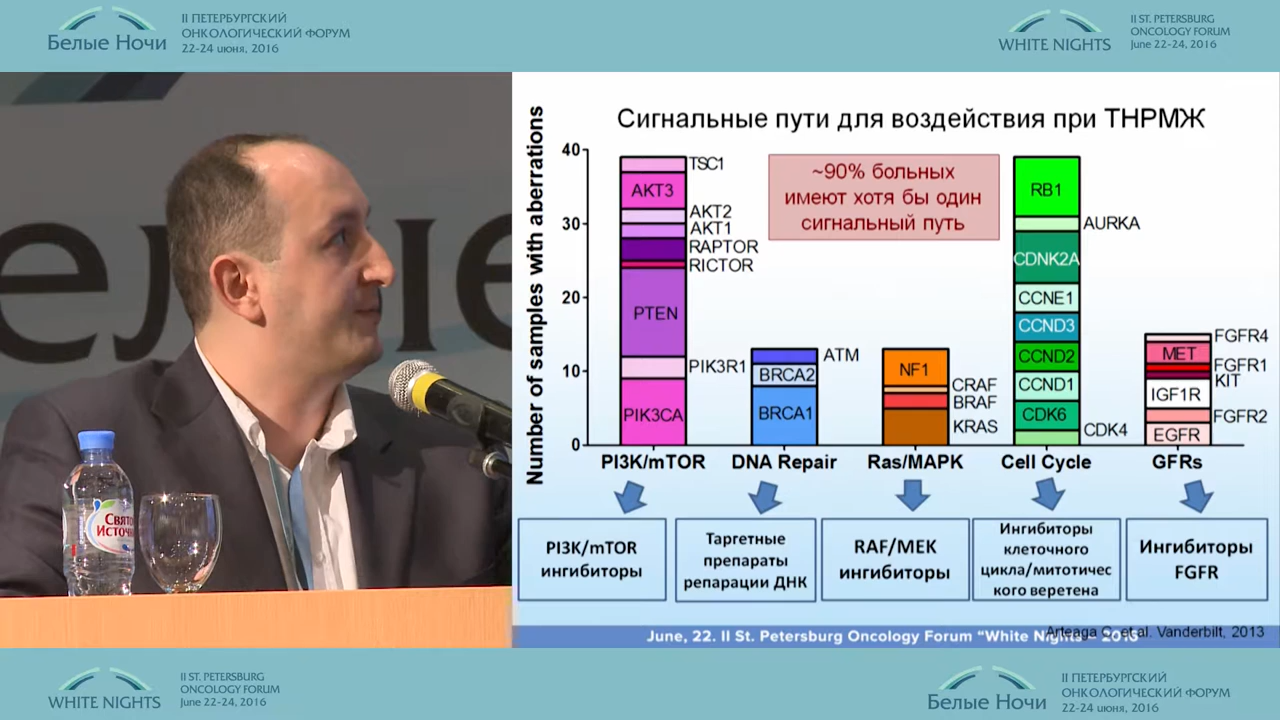 II ПЕТЕРБУРГСКИЙ
ОНКОЛОГИЧЕСКИЙ ФОРУМ
22-24 июня, 2016
Белые Ночи
II ST. PETERSBURG
ONCOLOGY FORUM
June 22-24, 2016
WHITE NIGHTS
Сигнальные пути для воздействия при ТНРМЖ
~90% больных
имеют хотя бы один
сигнальный путь
Number of samples with aberrations
40
30
20
10
0
TSC1
AKT3
AKT2
AKT1
RAPTOR
RICTOR
PTEN
PIK3R1
PIK3CA
ATM
BRCA2
BRCA1
NF1
CRAF
BRAF
KRAS
RB1
AURKA
CDNK2A
CCNE1
CCND3
CCND2
CCND1
CDK6
CDK4
FGFR4
MET
FGFR1
KIT
IGF1R
FGFR2
EGFR
PI3K/mTOR
DNA Repair
Ras/MAPK
Cell Cycle
GFRs
PI3K/mTOR
ингибиторы
Таргетные
препараты
репарации ДНК
RAF/MEK
ингибиторы
Ингибиторы
клеточного
цикла/митотичес
кого веретена
Ингибиторы
FGFR
June, 22. II St. Petersburg Oncology Forum "White Nights – 2016
Arteaga C, et al. Vanderbilt, 2013
Святой
Источник
WHITE NIGHTS
II ST. PETERSBURG
ONCOLOGY FORUM
June 22-24, 2016
Белые Ночи
II ПЕТЕРБУРГСКИЙ
ОНКОЛОГИЧЕСКИЙ ФОРУМ
22-24 июня, 2016